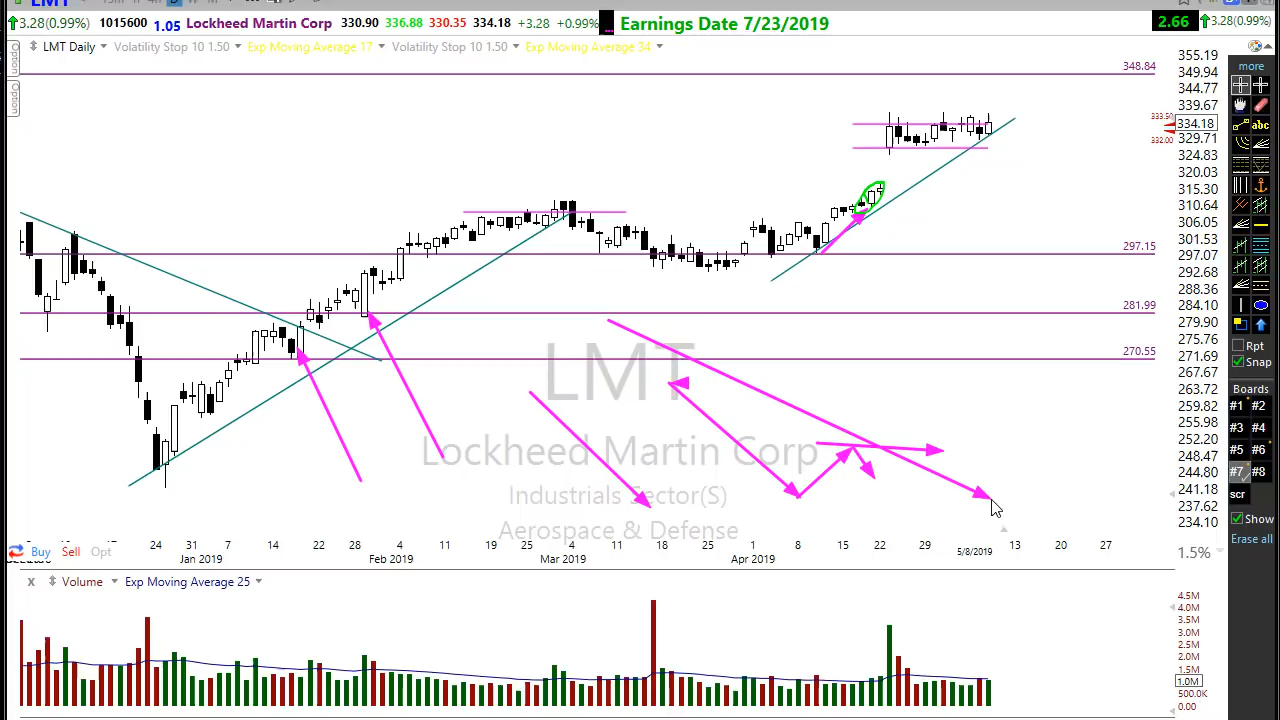 LMT
3.28(0.99%) 1015600 1.05 Lockheed Martin Corp 330.90 336.88 330.35 334.18 +3.28 +0.99% Earnings Date 7/23/2019 2.66 3.28(0.99%)
LMT Daily Volatility Stop 10 1.50 Exp Moving Average 17 Volatility Stop 10 1.50 Exp Moving Average 34
Option
Option
348.84
297.15
281.99
270.55
333.50
332.00
355.19
349.94
344.77
339.67
334.18
329.71
324.83
320.03
315.30
310.64
306.05
301.53
297.07
292.68
288.36
284.10
279.90
275.76
271.69
267.67
263.72
259.82
255.98
252.20
248.47
244.80
241.18
237.62
234.10
LMT
Lockheed Martin Corp
Industrials Sector(S)
Aerospace & Defense
24 31 7 14 22 28 4 11 19 25 4 11 18 25 1 8 15 22 29 5/8/2019 13 20 27
Buy Sell Opt
Jan 2019 Feb 2019 Mar 2019 Apr 2019
1.5%
X Volume Exp Moving Average 25
4.5M
4.0M
3.5M
3.0M
2.5M
2.0M
1.5M
1.0M
500.0K
0.00
more
abc
Rpt
Snap
Boards
#1 #2
#3 #4
#5 #6
#7 #8
scr
Show
Erase all